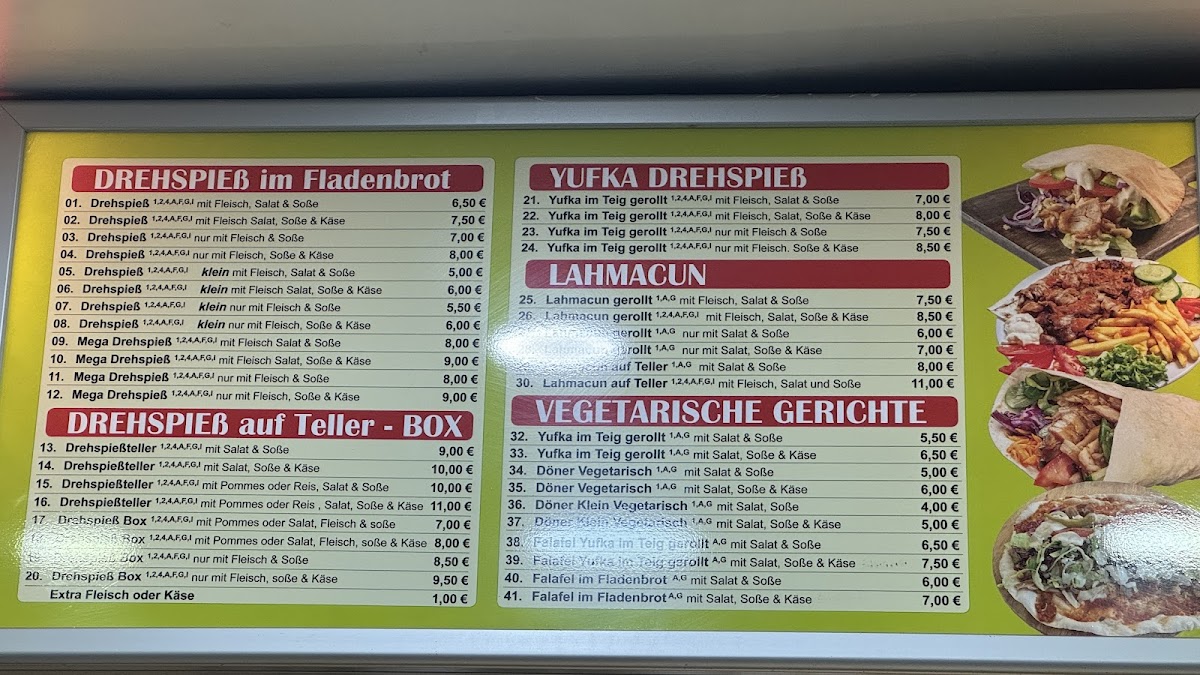 DREHSPIEß im Fladenbrot
01. Drehspieß 1,2,4,A,F,G,I mit Fleisch, Salat & Soße 6,50 €
02. Drehspieß 1,2,4,A,F,G,I mit Fleisch Salat, Soße & Käse 7,50 €
03. Drehspieß 1,2,4,A,F,G,I nur mit Fleisch & Soße 7,00 €
04. Drehspieß 1,2,4,A,F,G,I nur mit Fleisch, Soße & Käse 8,00 €
05. Drehspieß 1,2,4,A,F,G,I klein mit Fleisch, Salat & Soße 5,00 €
06. Drehspieß 1,2,4,A,F,G,I klein mit Fleisch Salat, Soße & Käse 6,00 €
07. Drehspieß 1,2,4,A,F,G,I klein nur mit Fleisch & Soße 5,50 €
08. Drehspieß 1,2,4,A,F,G,I klein nur mit Fleisch, Soße & Käse 6,00 €
09. Mega Drehspieß 1,2,4,A,F,G,I mit Fleisch, Salat & Soße 8,00 €
10. Mega Drehspieß 1,2,4,A,F,G,I mit Fleisch Salat, Soße & Käse 9,00 €
11. Mega Drehspieß 1,2,4,A,F,G,I nur mit Fleisch & Soße 8,00 €
12. Mega Drehspieß 1,2,4,A,F,G,I nur mit Fleisch, Soße & Käse 9,00 €
DREHSPIEß auf Teller - BOX
13. Drehspießteller 1,2,4,A,F,G,I mit Salat & Soße 9,00 €
14. Drehspießteller 1,2,4,A,F,G,I mit Salat, Soße & Käse 10,00 €
15. Drehspießteller 1,2,4,A,F,G,I mit Pommes oder Reis, Salat & Soße 10,00 €
16. Drehspießteller 1,2,4,A,F,G,I mit Pommes oder Reis , Salat, Soße & Käse 11,00 €
17. Drehspieß Box 1,2,4,A,F,G,I mit Pommes oder Salat, Fleisch & soße 7,00 €
Box 1,2,4,A,F,G,I mit Pommes oder Salat, Fleisch, soße & Käse 8,00 €
Box 1,2,4,A,F,G,I nur mit Fleisch & Soße 8,50 €
20. Drehspieß Box 1,2,4,A,F,G,I nur mit Fleisch, soße & Käse 9,50 €
Extra Fleisch oder Käse 1,00 €
YUFKA DREHSPIEß
21. Yufka im Teig gerollt 1,2,4,A,F,G,I mit Fleisch, Salat & Soße 7,00 €
22. Yufka im Teig gerollt 1,2,4,A,F,G,I mit Fleisch, Salat, Soße & Käse 8,00 €
23. Yufka im Teig gerollt 1,2,4,A,F,G,I nur mit Fleisch & Soße 7,50 €
24. Yufka im Teig gerollt 1,2,4,A,F,G,I nur mit Fleisch. Soße & Käse 8,50 €
LAHMACUN
25. Lahmacun gerollt 1,A,G mit Fleisch, Salat & Soße 7,50 €
26. Lahmacun gerollt 1,2,4,A,F,G,I mit Fleisch, Salat, Soße & Käse 8,50 €
gerollt 1,A,G nur mit Salat & Soße 6,00 €
Lahmacun gerollt 1,A,G nur mit Salat, Soße & Käse 7,00 €
auf Teller 1,A,G mit Salat & Soße 8,00 €
30. Lahmacun auf Teller 1,2,4,A,F,G,I mit Fleisch, Salat und Soße 11,00 €
VEGETARISCHE GERICHTE
32. Yufka im Teig gerollt 1,A,G mit Salat & Soße 5,50 €
33. Yufka im Teig gerollt 1,A,G mit Salat, Soße & Käse 6,50 €
34. Döner Vegetarisch 1,A,G mit Salat & Soße 5,00 €
35. Döner Vegetarisch 1,A,G mit Salat, Soße & Käse 6,00 €
36. Döner Klein Vegetarisch 1,A,G mit Salat, Soße 4,00 €
37. Döner Klein Vegetarisch 1,A,G mit Salat, Soße & Käse 5,00 €
38. Falafel Yufka im Teig gerollt A,G mit Salat & Soße 6,50 €
39. Falafel Yufka im Teig gerollt A,G mit Salat, Soße & Käse 7,50 €
40. Falafel im Fladenbrot A,G mit Salat & Soße 6,00 €
41. Falafel im Fladenbrot A,G mit Salat, Soße & Käse 7,00 €